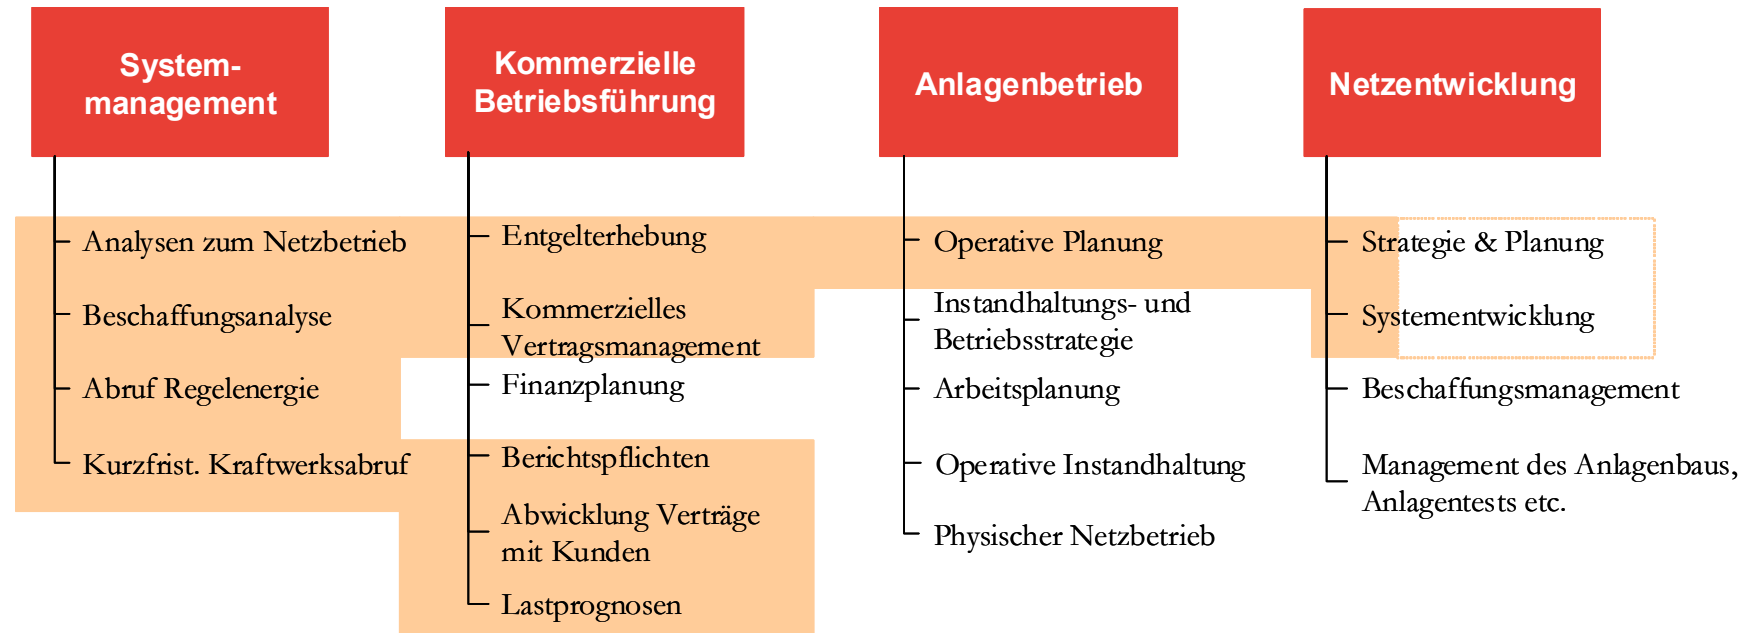 System-
management
Analysen zum Netzbetrieb
Beschaffungsanalyse
Abruf Regelenergie
Kurzfrist. Kraftwerksabruf
Kommerzielle
Betriebsführung
Entgelterhebung
Kommerzielles
Vertragsmanagement
Finanzplanung
Berichtspflichten
Abwicklung Verträge
mit Kunden
Lastprognosen
Anlagenbetrieb
Operative Planung
Instandhaltungs- und
Betriebsstrategie
Arbeitsplanung
Operative Instandhaltung
Physischer Netzbetrieb
Netzentwicklung
Strategie & Planung
Systementwicklung
Beschaffungsmanagement
Management des Anlagenbaus,
Anlagentests etc.